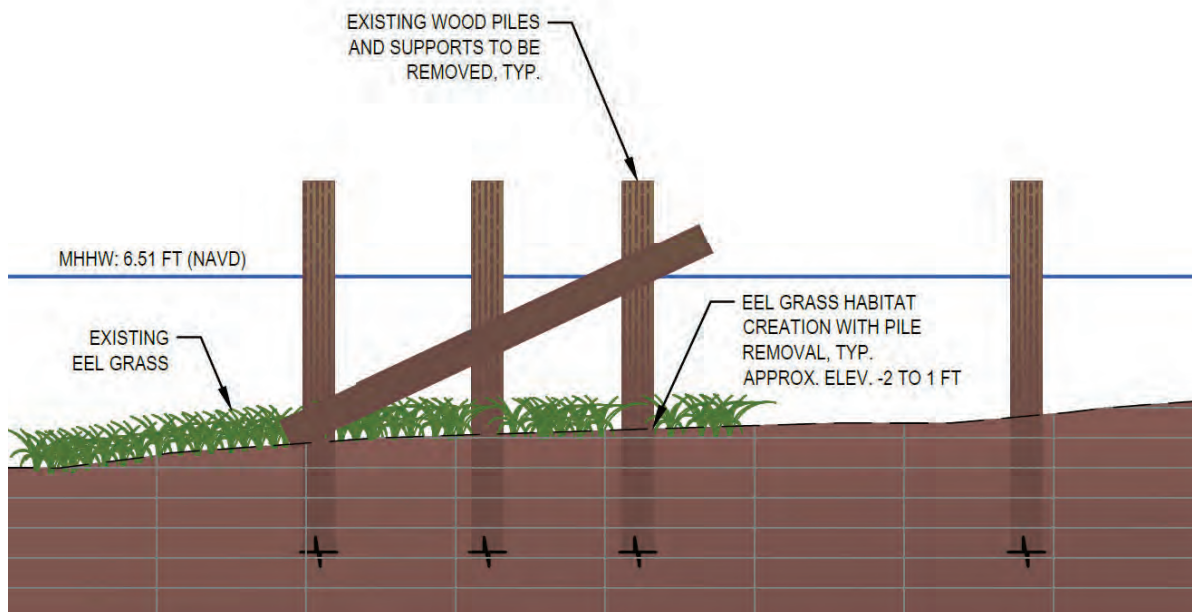 EXISTING WOOD PILES
AND SUPPORTS TO BE
REMOVED, TYP.
MHHW: 6.51 FT (NAVD)
EXISTING
EEL GRASS
EEL GRASS HABITAT
CREATION WITH PILE
REMOVAL, TYP.
APPROX. ELEV. -2 TO 1 FT